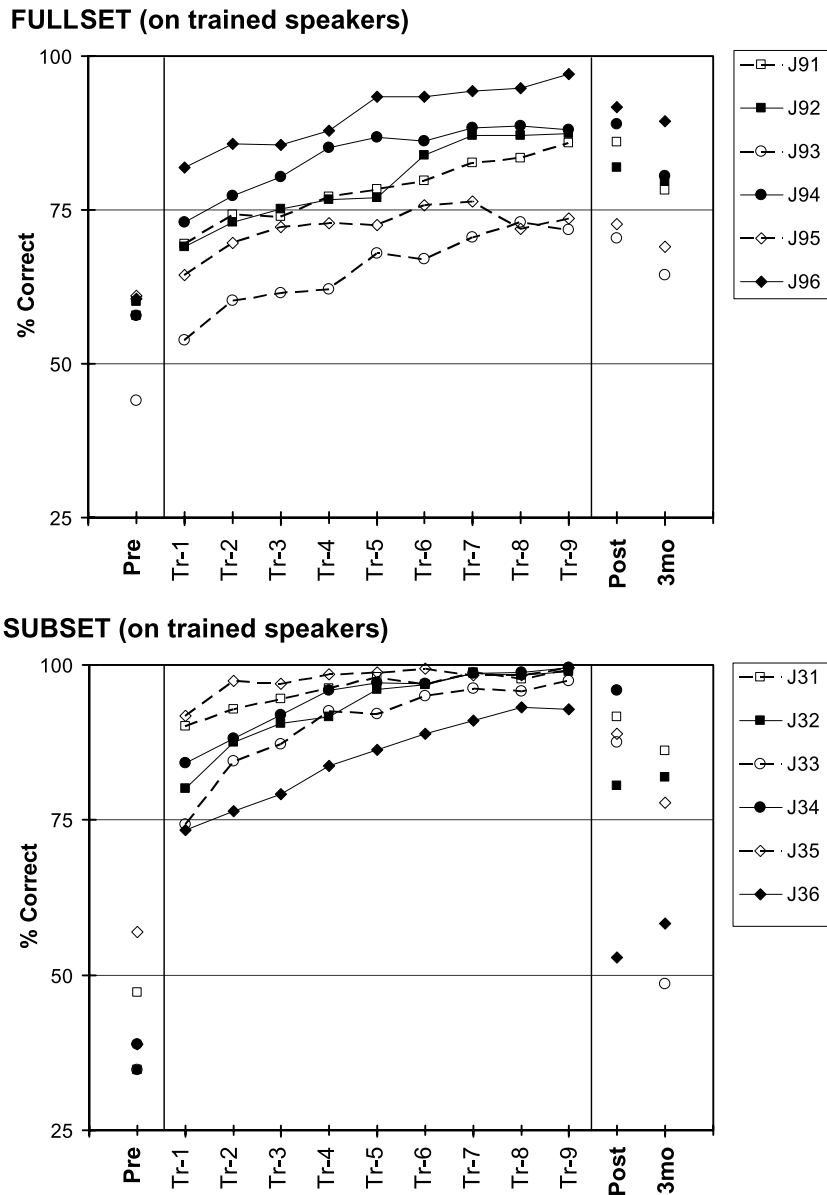 FULLSET (on trained speakers)
100
75
50
25
% Correct
Pre
Tr-1
Tr-2
Tr-3
Tr-4
Tr-5
Tr-6
Tr-7
Tr-8
Tr-9
Post
3mo
J91
J92
J93
J94
J95
J96
SUBSET (on trained speakers)
100
75
50
25
% Correct
Pre
Tr-1
Tr-2
Tr-3
Tr-4
Tr-5
Tr-6
Tr-7
Tr-8
Tr-9
Post
3mo
J31
J32
J33
J34
J35
J36